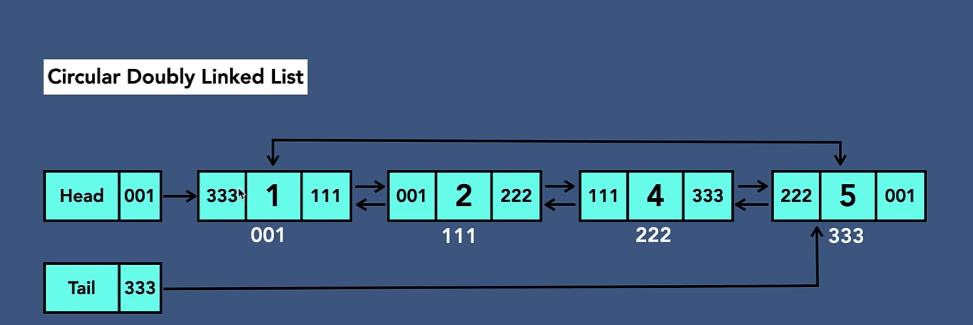 Circular Doubly Linked List
Head 001 333 1 111 001 2 222 111 4 333 222 5 001
001 111 222 333
Tail 333